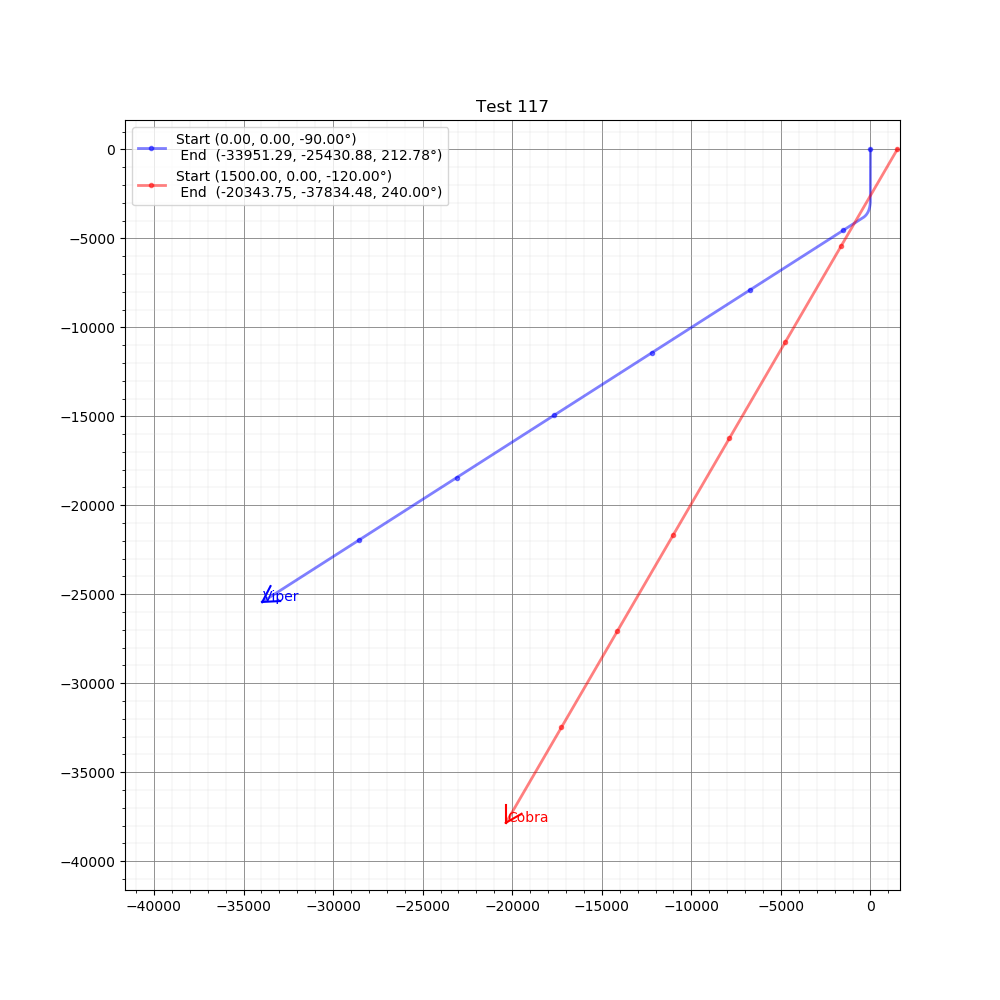 Test 117
Start (0.00, 0.00, -90.00°)
End  (-33951.29, -25430.88, 212.78°)
Start (1500.00, 0.00, -120.00°)
End  (-20343.75, -37834.48, 240.00°)
0
−5000
−10000
−15000
−20000
−25000
−30000
−35000
−40000
Viper
Cobra
−40000 −35000 −30000 −25000 −20000 −15000 −10000 −5000 0